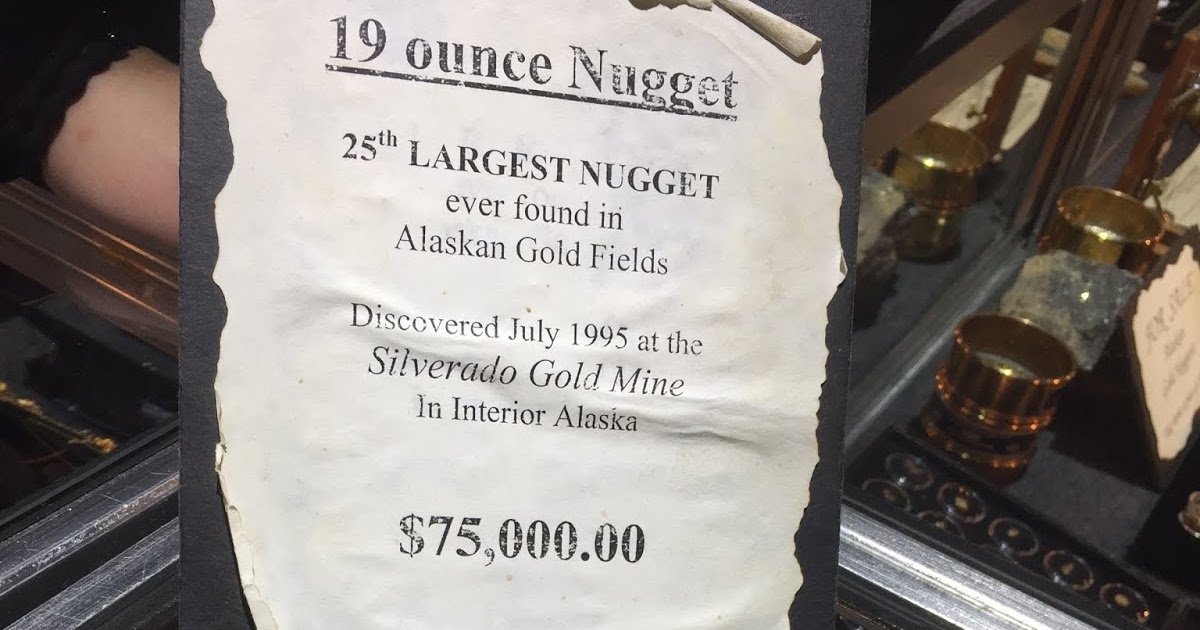 19 ounce Nugget
25th LARGEST NUGGET
ever found in
Alaskan Gold Fields
Discovered July 1995 at the
Silverado Gold Mine
In Interior Alaska
$75,000.00
FOR